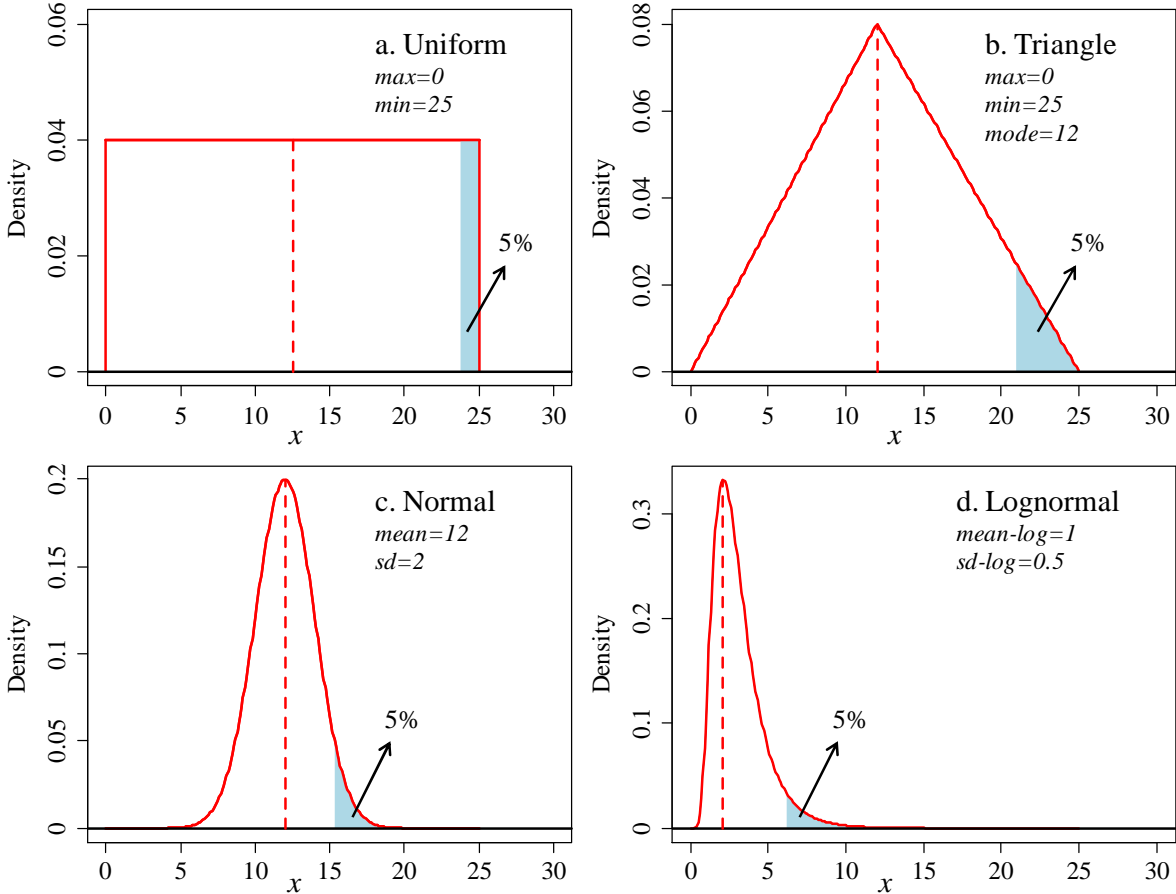 a. Uniform
max=0
min=25
5%
Density
0
0.02
0.04
0.06
0
5
10
15
20
25
30
x
b. Triangle
max=0
min=25
mode=12
5%
Density
0
0.02
0.04
0.06
0.08
0
5
10
15
20
25
30
x
c. Normal
mean=12
sd=2
5%
Density
0
0.05
0.1
0.15
0.2
0
5
10
15
20
25
30
x
d. Lognormal
mean-log=1
sd-log=0.5
5%
Density
0
0.1
0.2
0.3
0
5
10
15
20
25
30
x